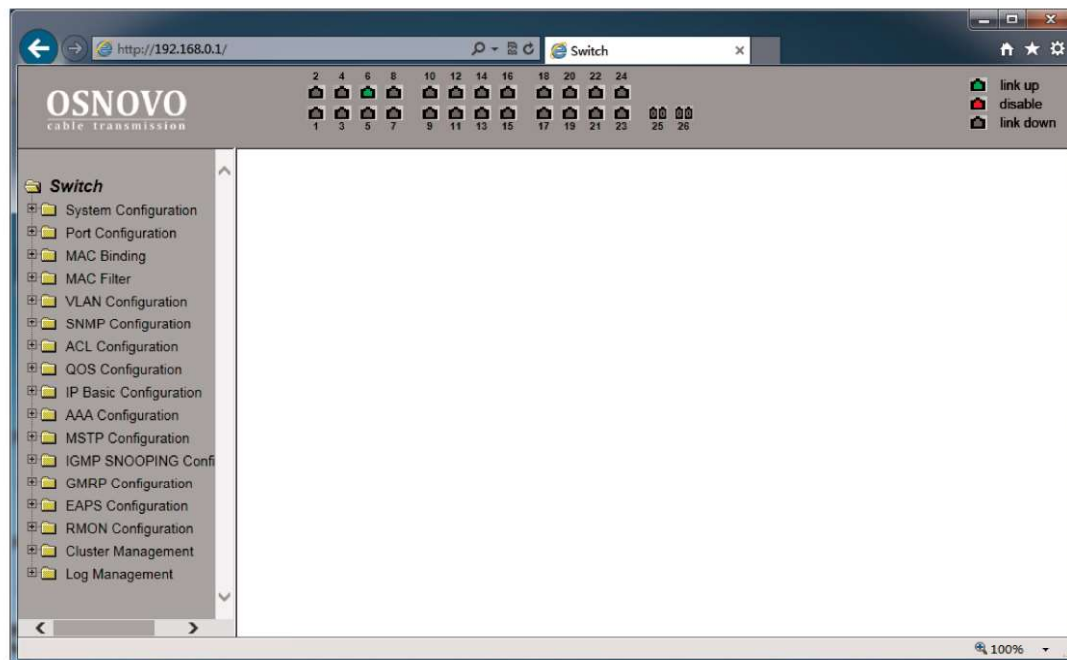 http://192.168.0.1/
Switch
OSNOVO
cable transmission
2 4 6 8 10 12 14 16 18 20 22 24
1 3 5 7 9 11 13 15 17 19 21 23 25 26
link up
disable
link down
Switch
System Configuration
Port Configuration
MAC Binding
MAC Filter
VLAN Configuration
SNMP Configuration
ACL Configuration
QOS Configuration
IP Basic Configuration
AAA Configuration
MSTP Configuration
IGMP SNOOPING Confi
GMRP Configuration
EAPS Configuration
RMON Configuration
Cluster Management
Log Management
100%